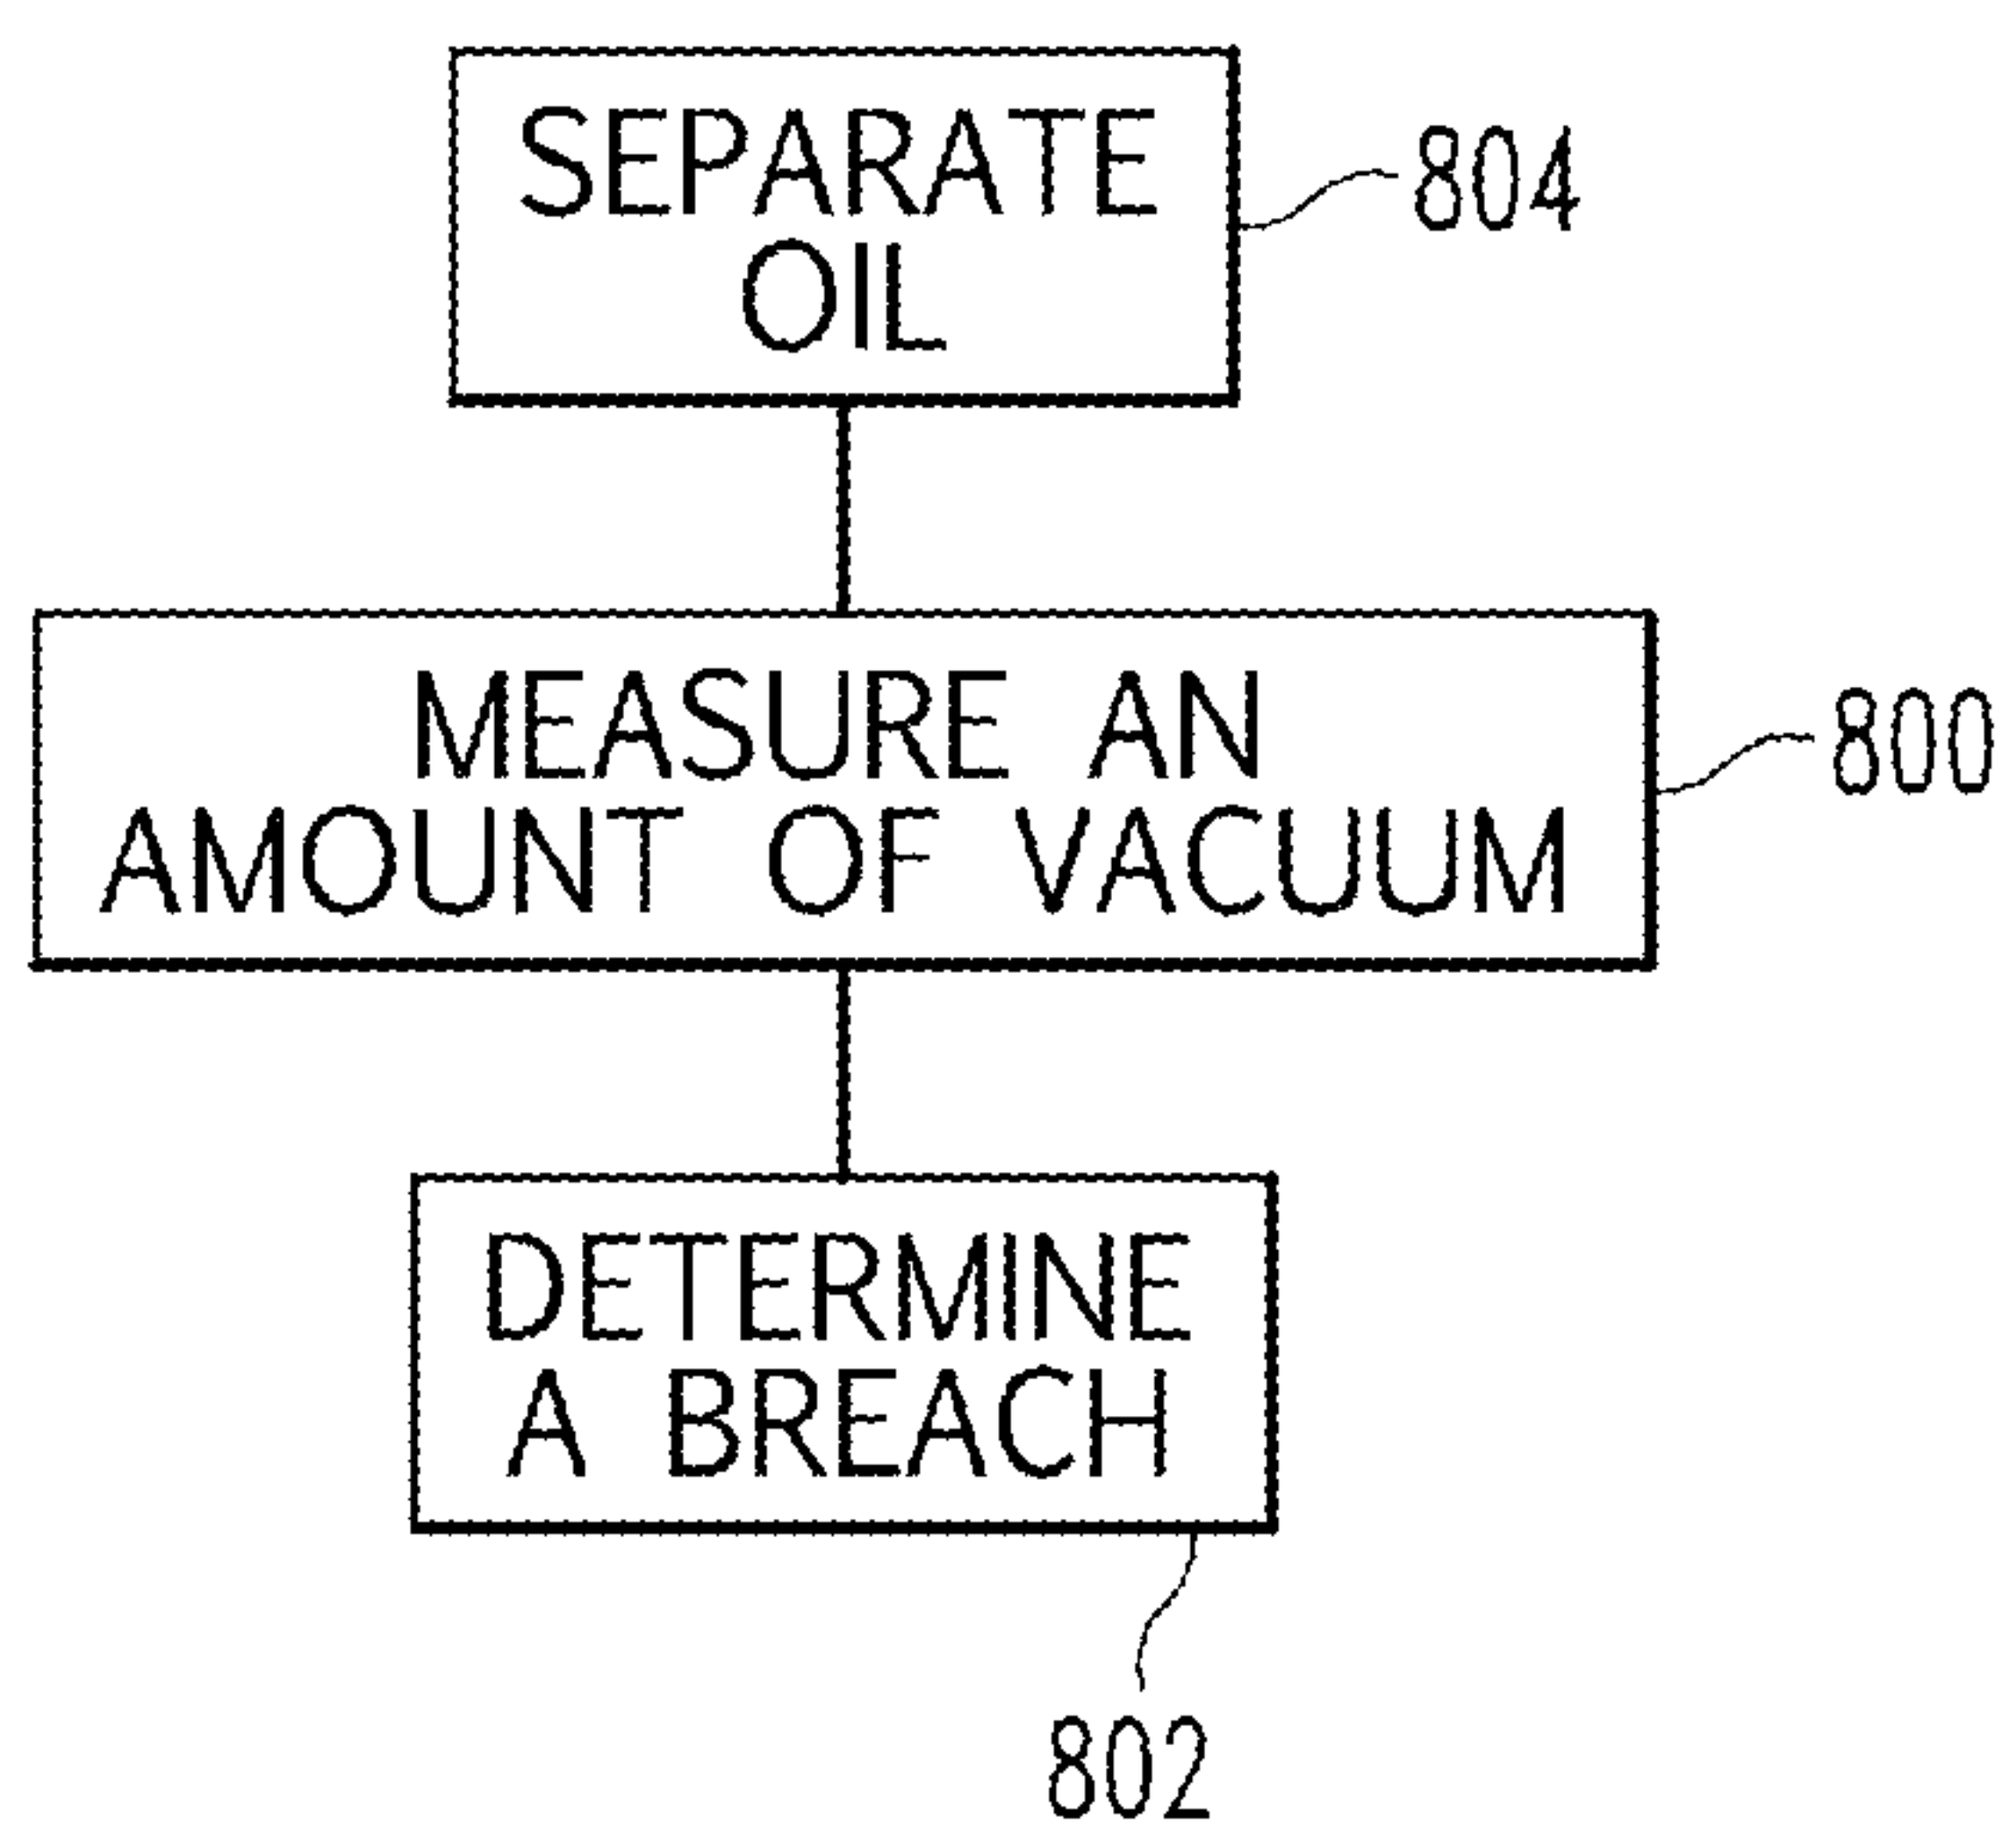 SEPARATE
OIL
804
MEASURE AN
AMOUNT OF VACUUM
800
DETERMINE
A BREACH
802